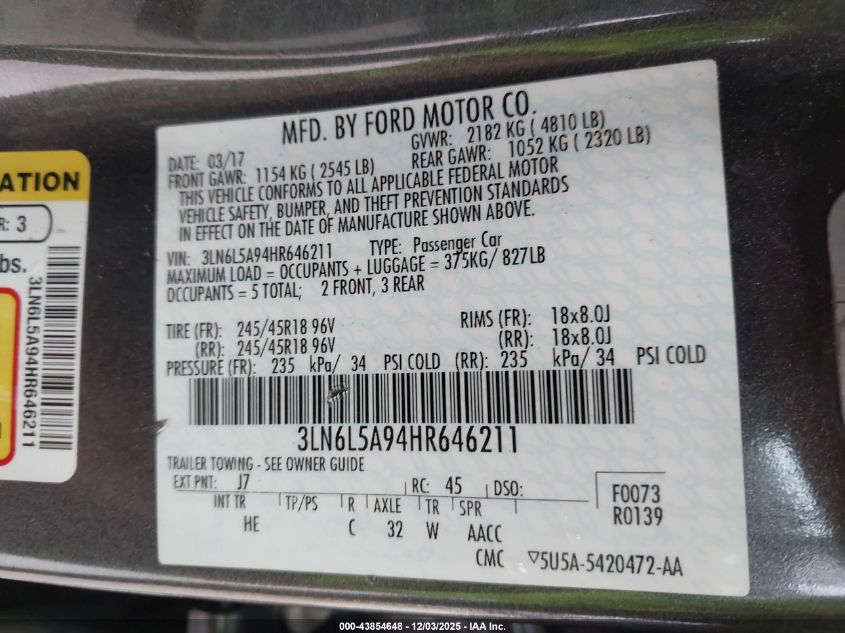 MFD. BY FORD MOTOR CO.
DATE: 03/17 GVWR: 2182 KG ( 4810 LB)
FRONT GAWR: 1154 KG ( 2545 LB) REAR GAWR: 1052 KG ( 2320 LB)
THIS VEHICLE CONFORMS TO ALL APPLICABLE FEDERAL MOTOR
VEHICLE SAFETY, BUMPER, AND THEFT PREVENTION STANDARDS
IN EFFECT ON THE DATE OF MANUFACTURE SHOWN ABOVE.
VIN: 3LN6L5A94HR646211 TYPE: Passenger Car
MAXIMUM LOAD = OCCUPANTS + LUGGAGE = 375KG/ 827LB
OCCUPANTS = 5 TOTAL; 2 FRONT, 3 REAR
TIRE (FR): 245/45R18 96V RIMS (FR): 18x8.0J
(RR): 245/45R18 96V (RR): 18x8.0J
PRESSURE (FR): 235 kPa/ 34 PSI COLD (RR): 235 kPa/ 34 PSI COLD
3LN6L5A94HR646211
TRAILER TOWING - SEE OWNER GUIDE
EXT PNT: J7 RC: 45 DSO:
INT TR TP/PS R AXLE TR SPR
HE C 32 W AACC
F0073
R0139
CMC ▽5U5A-5420472-AA
ATION
R: 3
bs.
3LN6L5A94HR646211
000-43854648 - 12/03/2025 - IAA Inc.